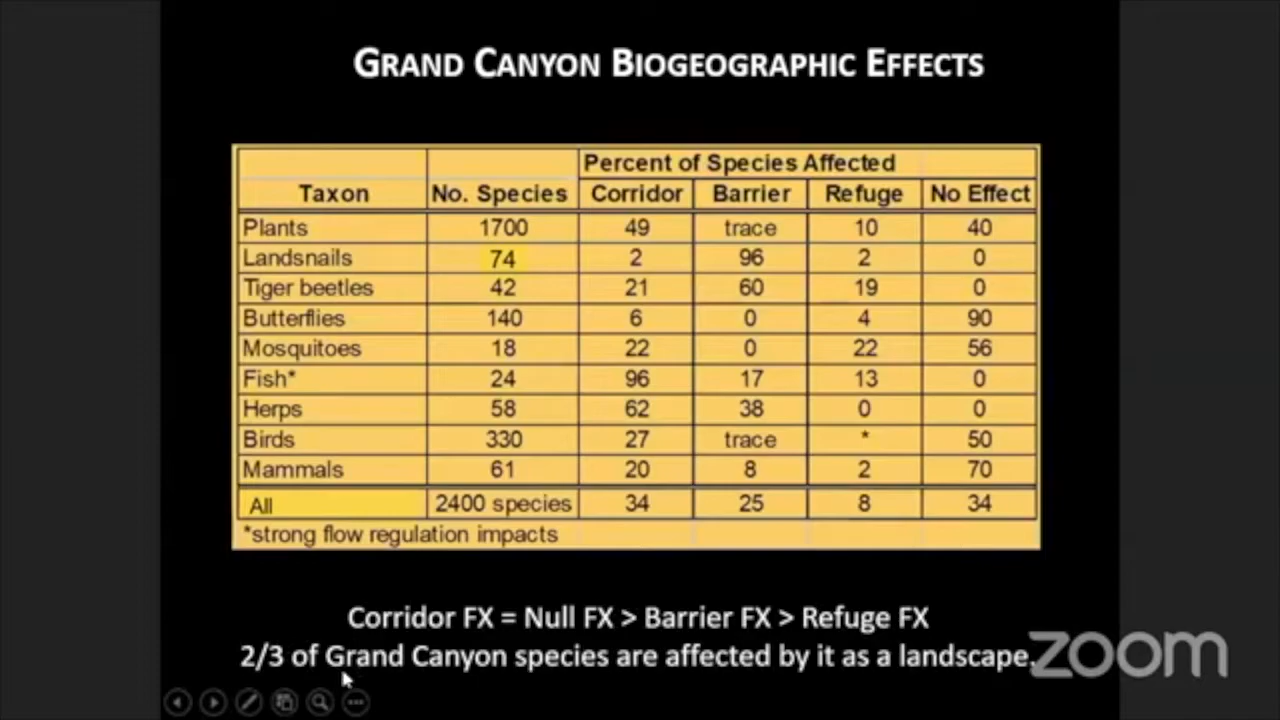 GRAND CANYON BIOGEOGRAPHIC EFFECTS
Percent of Species Affected
Taxon No. Species Corridor Barrier Refuge No Effect
Plants 1700 49 trace 10 40
Landsnails 74 2 96 2 0
Tiger beetles 42 21 60 19 0
Butterflies 140 6 0 4 90
Mosquitoes 18 22 0 22 56
Fish* 24 96 17 13 0
Herps 58 62 38 0 0
Birds 330 27 trace * 50
Mammals 61 20 8 2 70
All 2400 species 34 25 8 34
*strong flow regulation impacts
Corridor FX = Null FX > Barrier FX > Refuge FX
2/3 of Grand Canyon species are affected by it as a landscape.
zoom